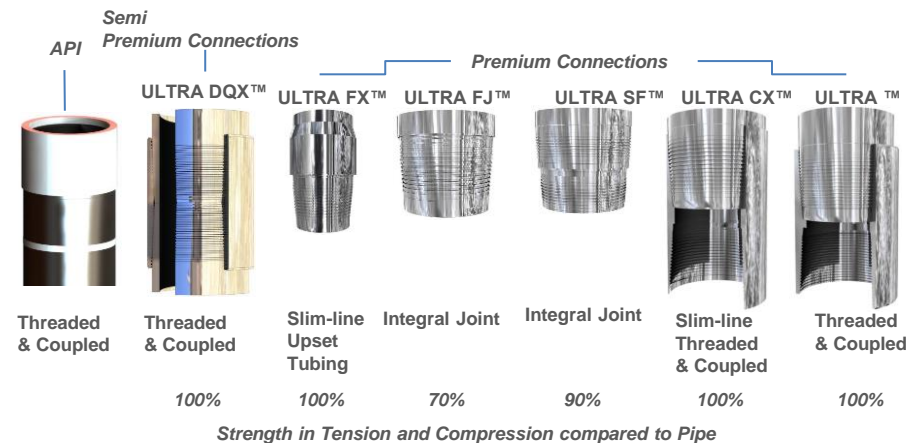 Semi
Premium Connections
API
Premium Connections
ULTRA DQX™
ULTRA FX™
ULTRA FJ™
ULTRA SF™
ULTRA CX™
ULTRA ™
Threaded
& Coupled
Threaded
& Coupled
Slim-line
Upset
Tubing
Integral Joint
Integral Joint
Slim-line
Threaded
& Coupled
Threaded
& Coupled
100%
100%
70%
90%
100%
100%
Strength in Tension and Compression compared to Pipe